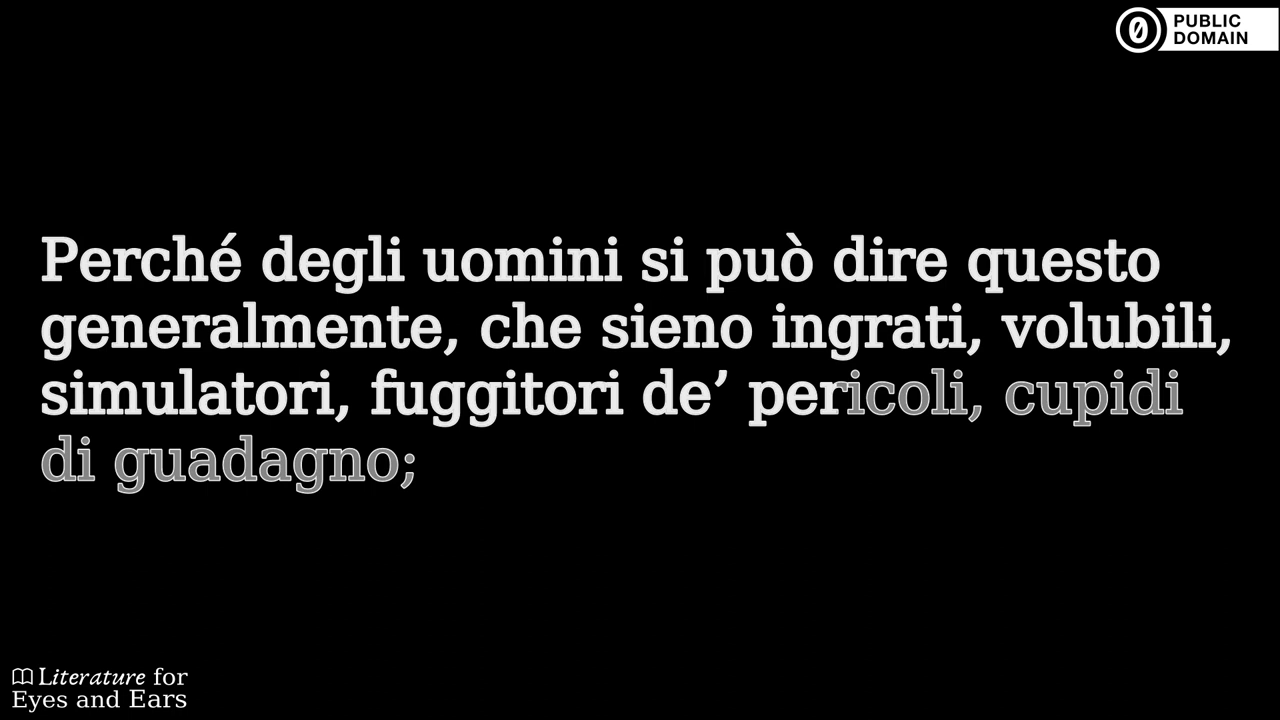 PUBLIC
DOMAIN
Perché degli uomini si può dire questo
generalmente, che sieno ingrati, volubili,
simulatori, fuggitori de’ pericoli, cupidi
di guadagno;
Literature for
Eyes and Ears